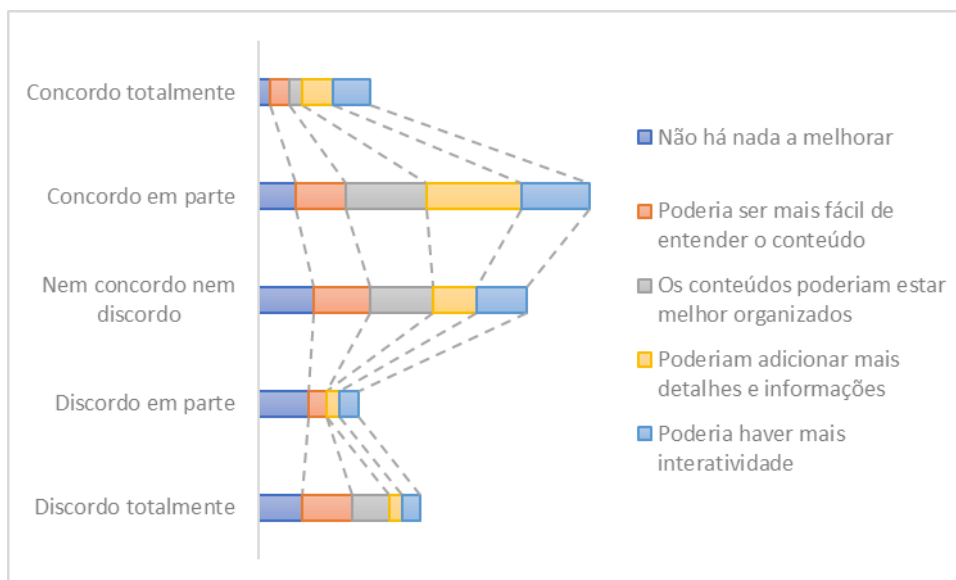 Concordo totalmente
Concordo em parte
Nem concordo nem
discordo
Discordo em parte
Discordo totalmente
Não há nada a melhorar
Poderia ser mais fácil de
entender o conteúdo
Os conteúdos poderiam estar
melhor organizados
Poderiam adicionar mais
detalhes e informações
Poderia haver mais
interatividade